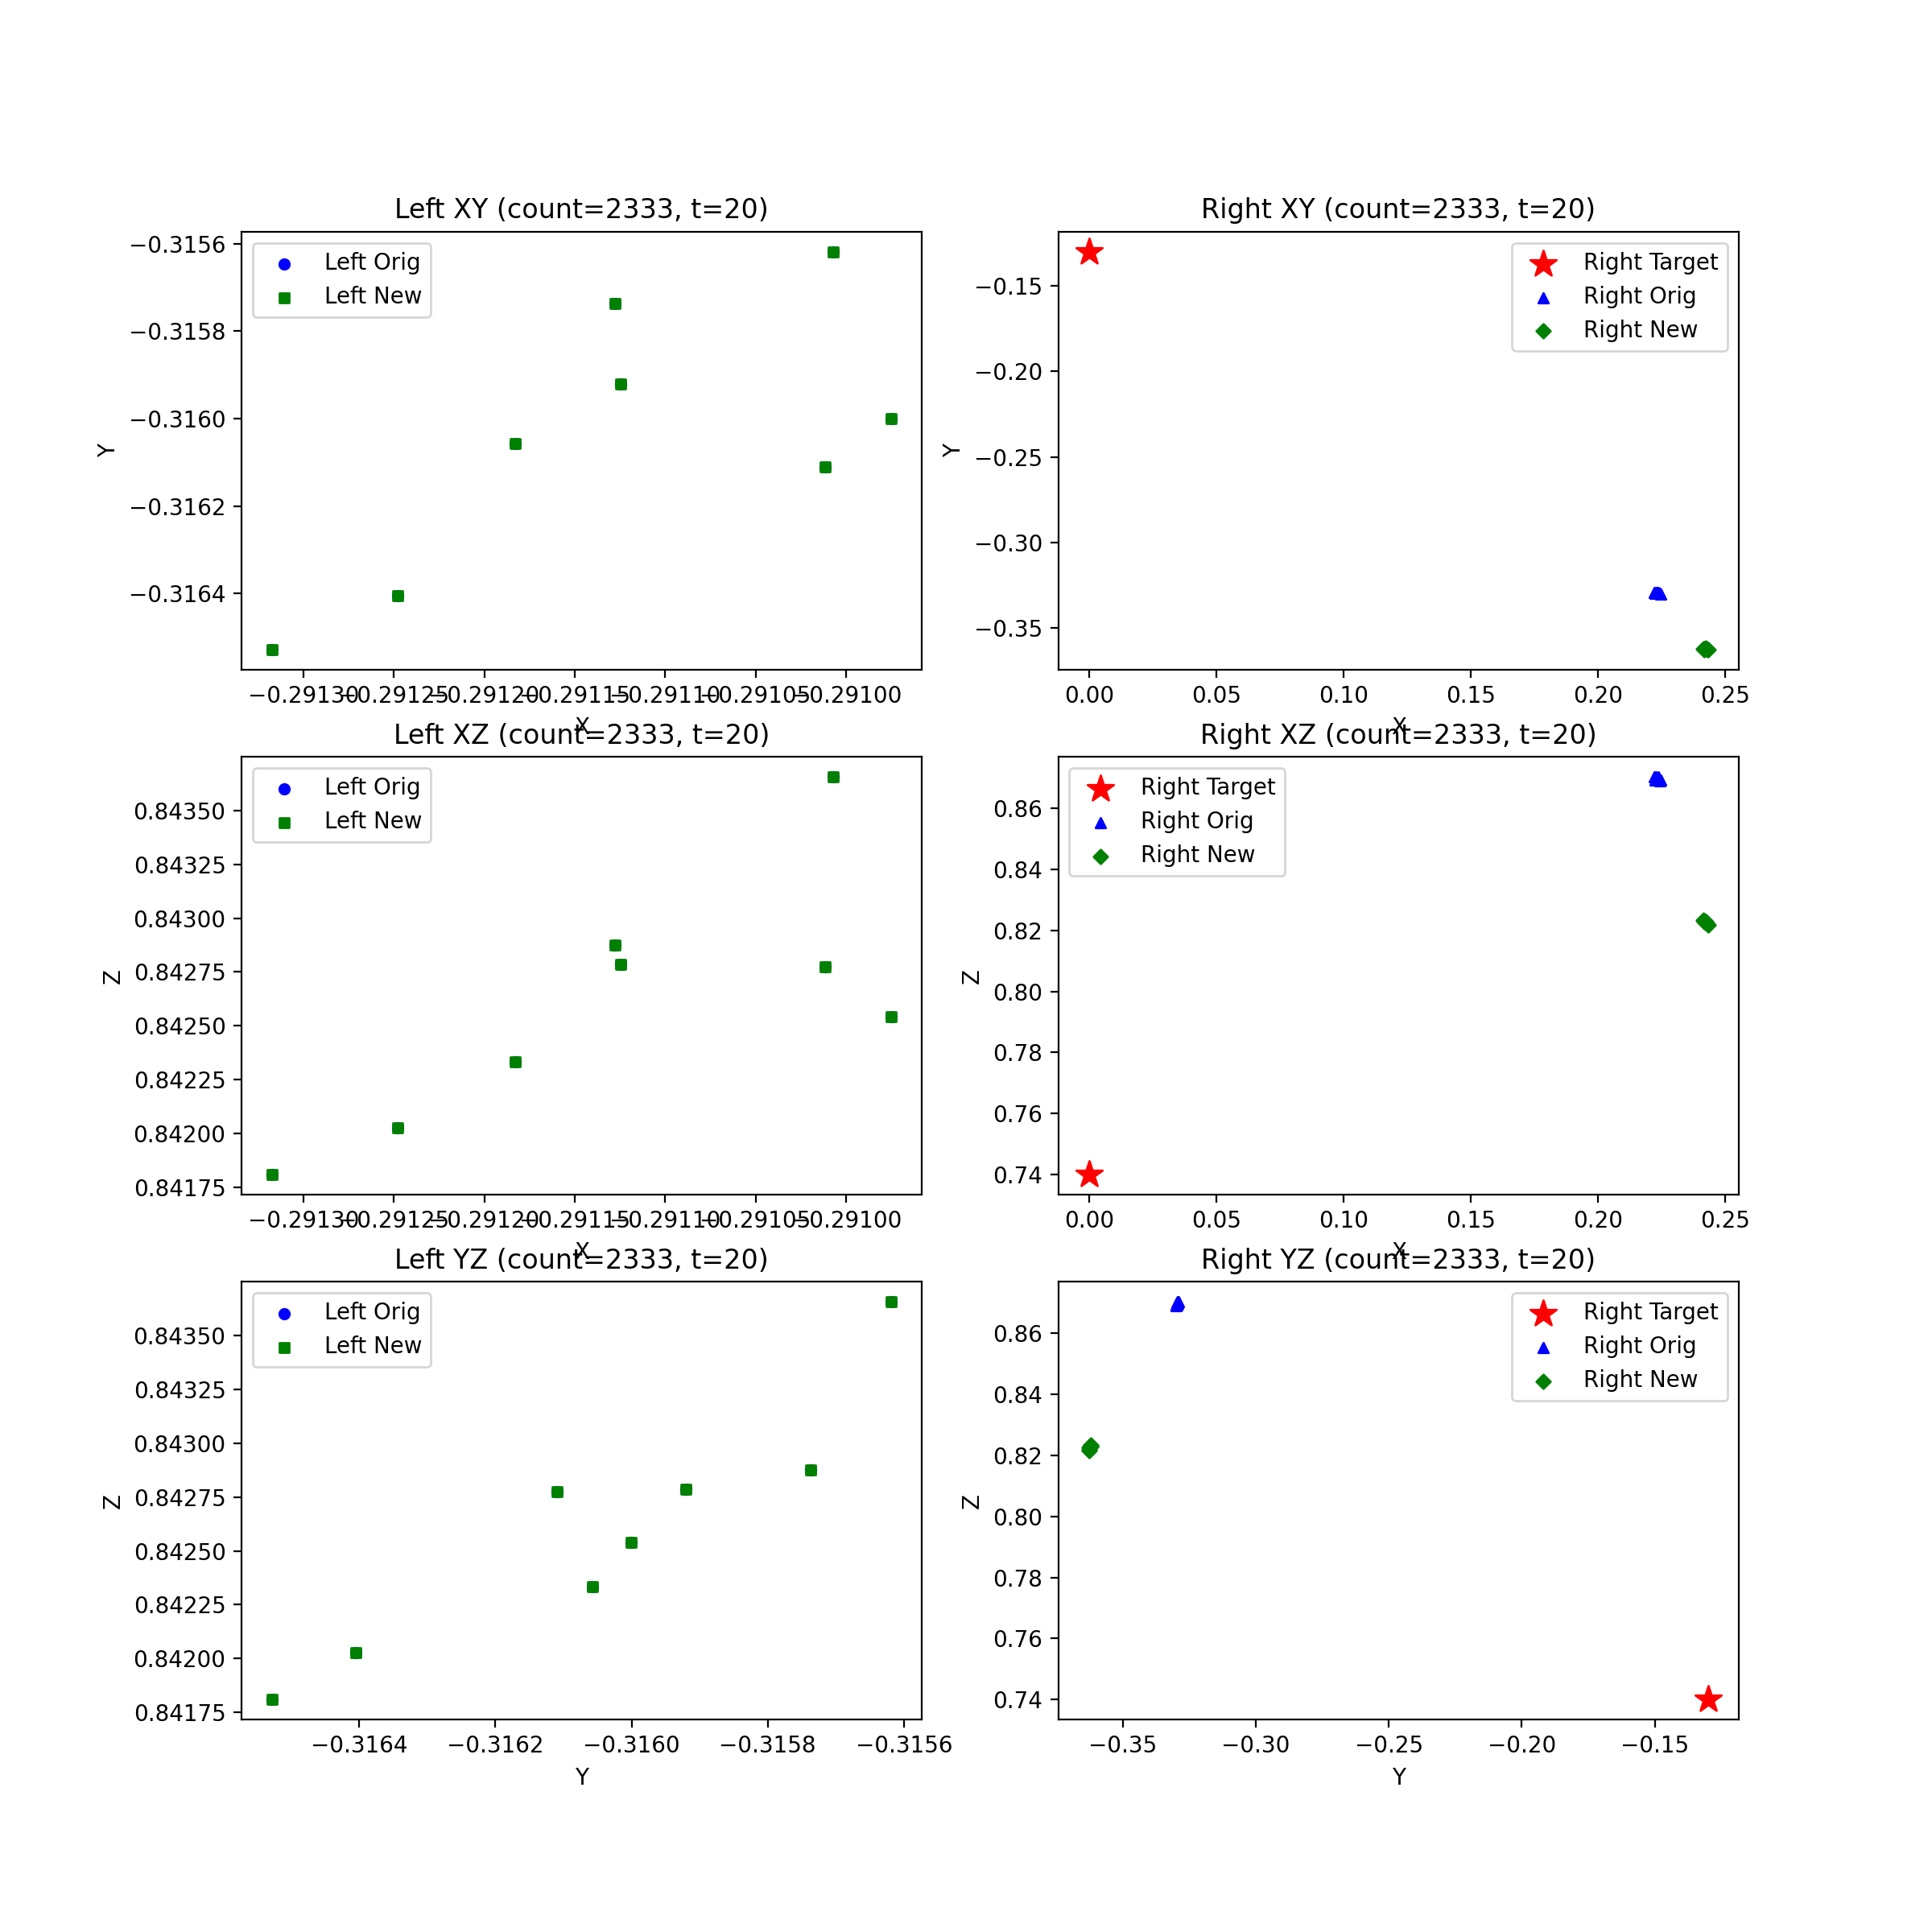 Left XY (count=2333, t=20)
Left Orig
Left New
Y
−0.3156
−0.3158
−0.3160
−0.3162
−0.3164
−0.29130
−0.29125
−0.29120
−0.29115
−0.29110
−0.29105
−0.29100
X
Right XY (count=2333, t=20)
Right Target
Right Orig
Right New
Y
−0.15
−0.20
−0.25
−0.30
−0.35
0.00
0.05
0.10
0.15
0.20
0.25
X
Left XZ (count=2333, t=20)
Left Orig
Left New
Z
0.84350
0.84325
0.84300
0.84275
0.84250
0.84225
0.84200
0.84175
−0.29130
−0.29125
−0.29120
−0.29115
−0.29110
−0.29105
−0.29100
X
Right XZ (count=2333, t=20)
Right Target
Right Orig
Right New
Z
0.86
0.84
0.82
0.80
0.78
0.76
0.74
0.00
0.05
0.10
0.15
0.20
0.25
X
Left YZ (count=2333, t=20)
Left Orig
Left New
Z
0.84350
0.84325
0.84300
0.84275
0.84250
0.84225
0.84200
0.84175
−0.3164
−0.3162
−0.3160
−0.3158
−0.3156
Y
Right YZ (count=2333, t=20)
Right Target
Right Orig
Right New
Z
0.86
0.84
0.82
0.80
0.78
0.76
0.74
−0.35
−0.30
−0.25
−0.20
−0.15
Y